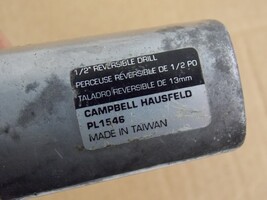 1/2" REVERSIBLE DRILL
PERCEUSE RÉVERSIBLE DE 1/2 PO
TALADRO REVERSIBLE DE 13mm
CAMPBELL HAUSFELD
PL1546
MADE IN TAIWAN